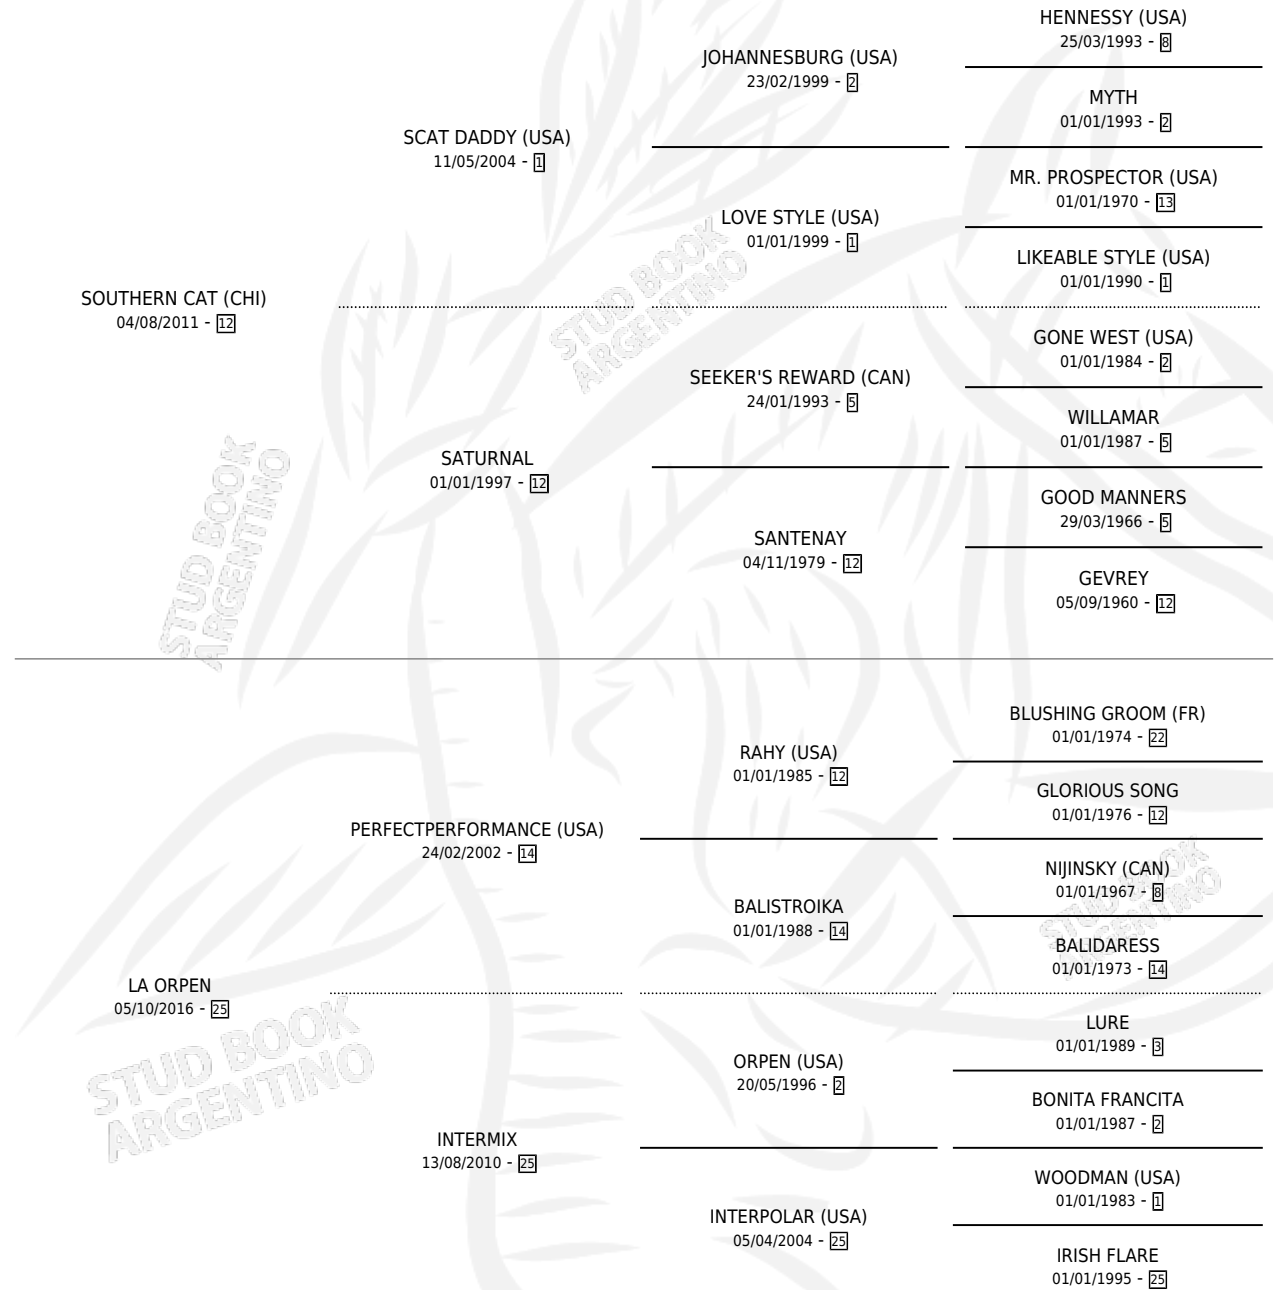 HENNESSY (USA)
25/03/1993 - 8
JOHANNESBURG (USA)
23/02/1999 - 2
MYTH
01/01/1993 - 2
SCAT DADDY (USA)
11/05/2004 - 1
MR. PROSPECTOR (USA)
01/01/1970 - 13
LOVE STYLE (USA)
01/01/1999 - 1
LIKEABLE STYLE (USA)
01/01/1990 - 1
SOUTHERN CAT (CHI)
04/08/2011 - 12
STUD BOOK
ARGENTINO
GONE WEST (USA)
01/01/1984 - 2
SEEKER'S REWARD (CAN)
24/01/1993 - 5
WILLAMAR
01/01/1987 - 5
SATURNAL
01/01/1997 - 12
GOOD MANNERS
29/03/1966 - 5
SANTENAY
04/11/1979 - 12
GEVREY
05/09/1960 - 12
STUD BOOK
ARGENTINO
BLUSHING GROOM (FR)
01/01/1974 - 22
RAHY (USA)
01/01/1985 - 12
GLORIOUS SONG
01/01/1976 - 12
PERFECTPERFORMANCE (USA)
24/02/2002 - 14
NIJINSKY (CAN)
01/01/1967 - 8
STUD BOOK
ARGENTINO
BALISTROIKA
01/01/1988 - 14
BALIDARESS
01/01/1973 - 14
LA ORPEN
05/10/2016 - 25
STUD BOOK
ARGENTINO
LURE
01/01/1989 - 3
ORPEN (USA)
20/05/1996 - 2
BONITA FRANCITA
01/01/1987 - 2
INTERMIX
13/08/2010 - 25
WOODMAN (USA)
01/01/1983 - 1
INTERPOLAR (USA)
05/04/2004 - 25
IRISH FLARE
01/01/1995 - 25